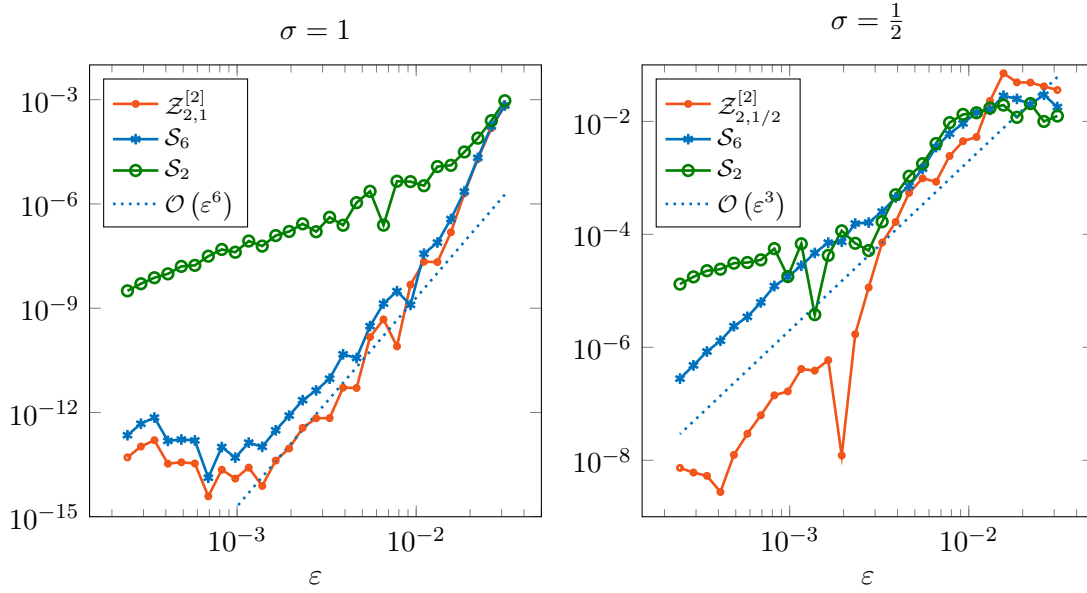 σ = 1
Z_{2,1}^{[2]}
S_6
S_2
O (ε^6)
10^{-3}
10^{-6}
10^{-9}
10^{-12}
10^{-15}
10^{-3}
10^{-2}
ε
σ = 1/2
Z_{2,1/2}^{[2]}
S_6
S_2
O (ε^3)
10^{-2}
10^{-4}
10^{-6}
10^{-8}
10^{-3}
10^{-2}
ε